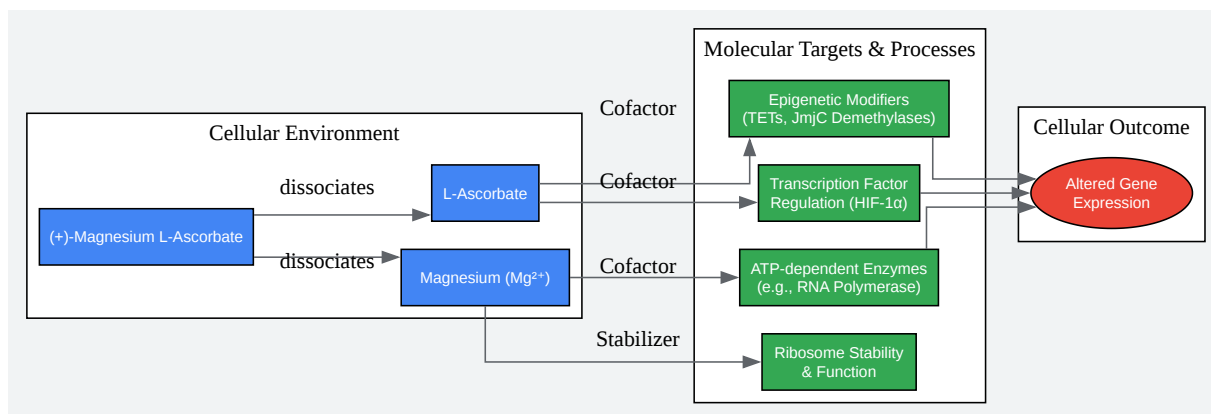 Cellular Environment
(+)-Magnesium L-Ascorbate
dissociates
dissociates
L-Ascorbate
Magnesium (Mg²⁺)
Cofactor
Cofactor
Cofactor
Stabilizer
Molecular Targets & Processes
Epigenetic Modifiers
(TETs, JmjC Demethylases)
Transcription Factor
Regulation (HIF-1α)
ATP-dependent Enzymes
(e.g., RNA Polymerase)
Ribosome Stability
& Function
Cellular Outcome
Altered Gene
Expression